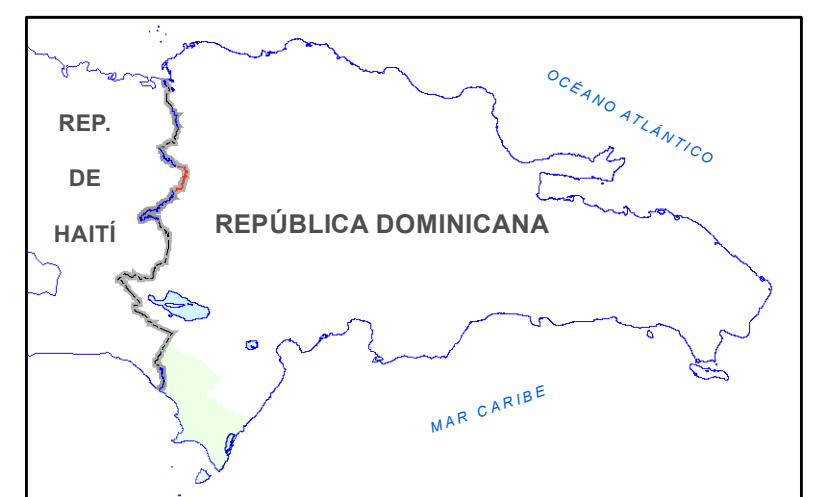 OCÉANO ATLÁNTICO
REP.
DE
HAITÍ
REPÚBLICA DOMINICANA
MAR CARIBE